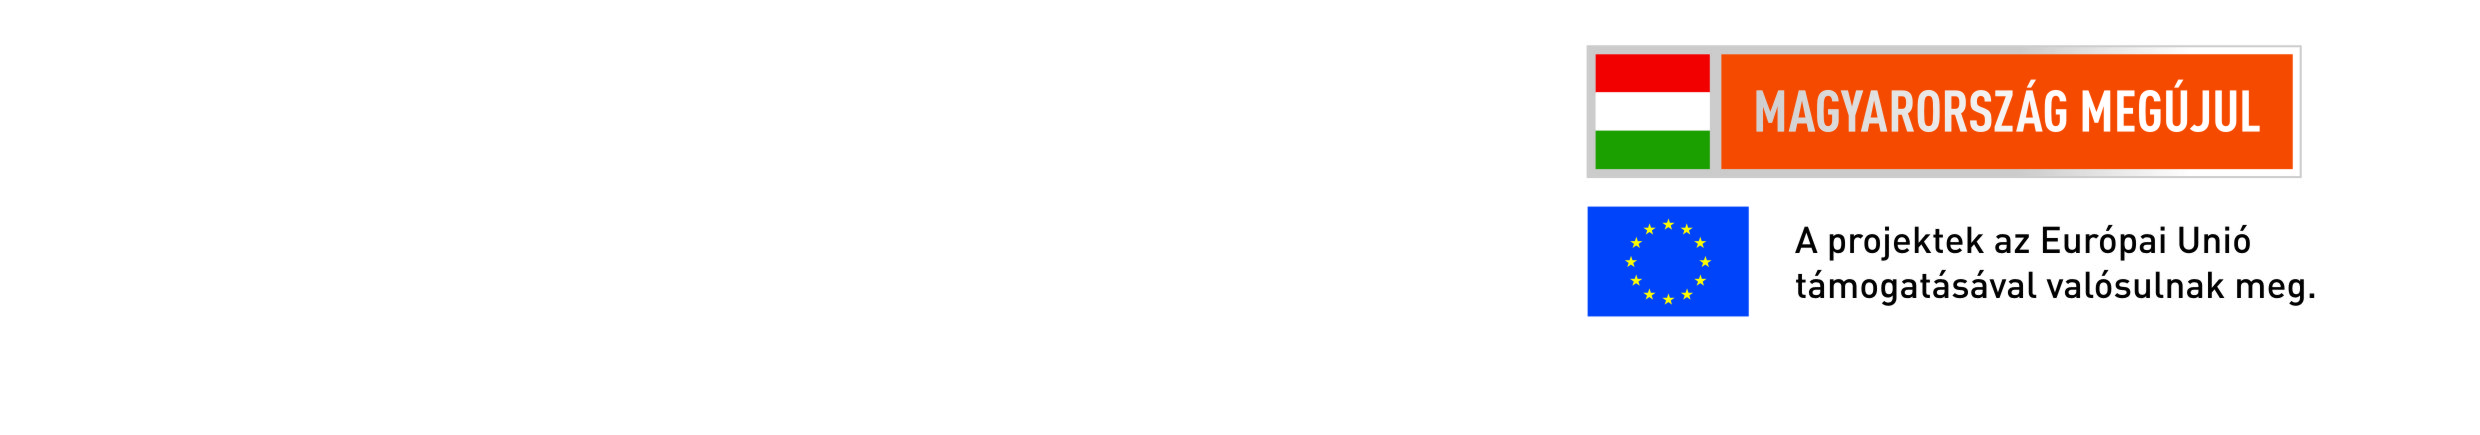 MAGYARORSZÁG MEGÚJUL
A projektek az Európai Unió
támogatásával valósulnak meg.